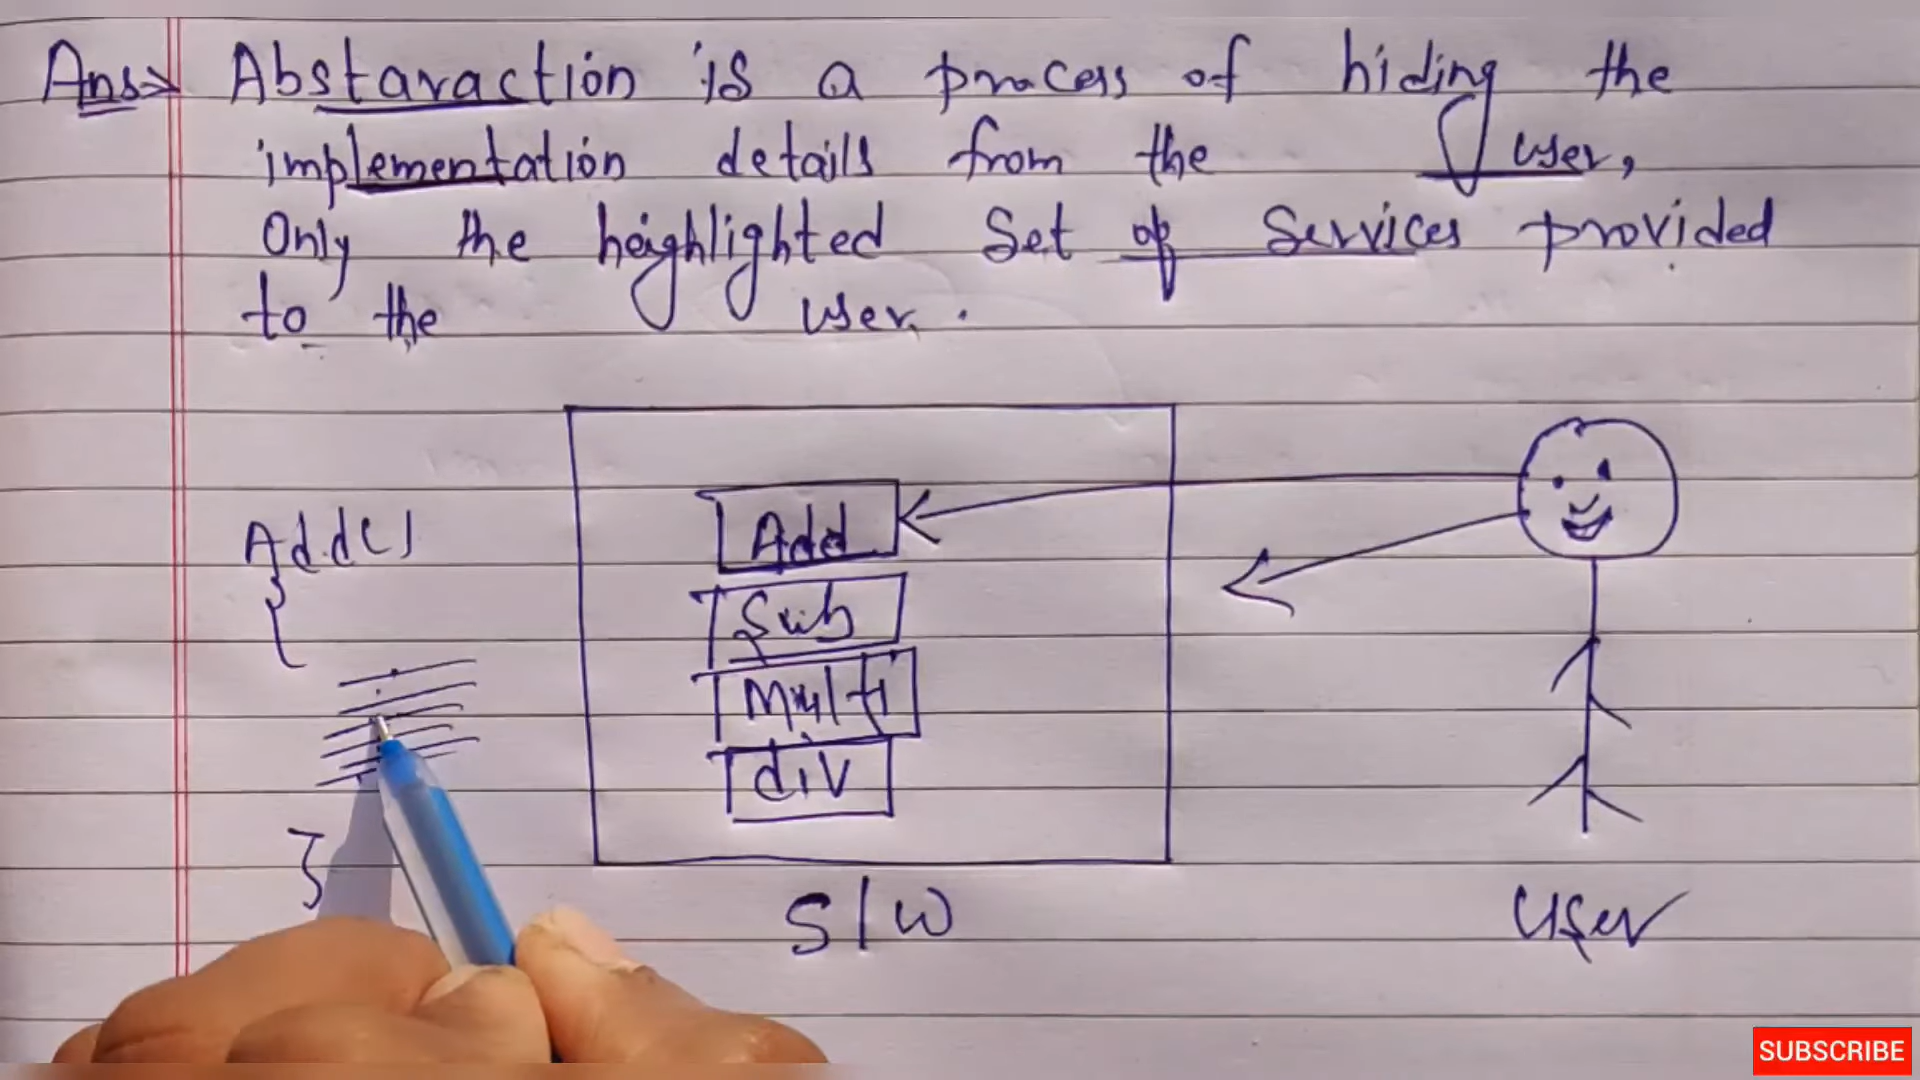 Ans> Abstaraction is a process of hiding the
implementation details from the user,
Only the heighlighted Set of Services provided
to the user.
Add()
{
}
Add
Sub
Multi
div
S/W
User
SUBSCRIBE